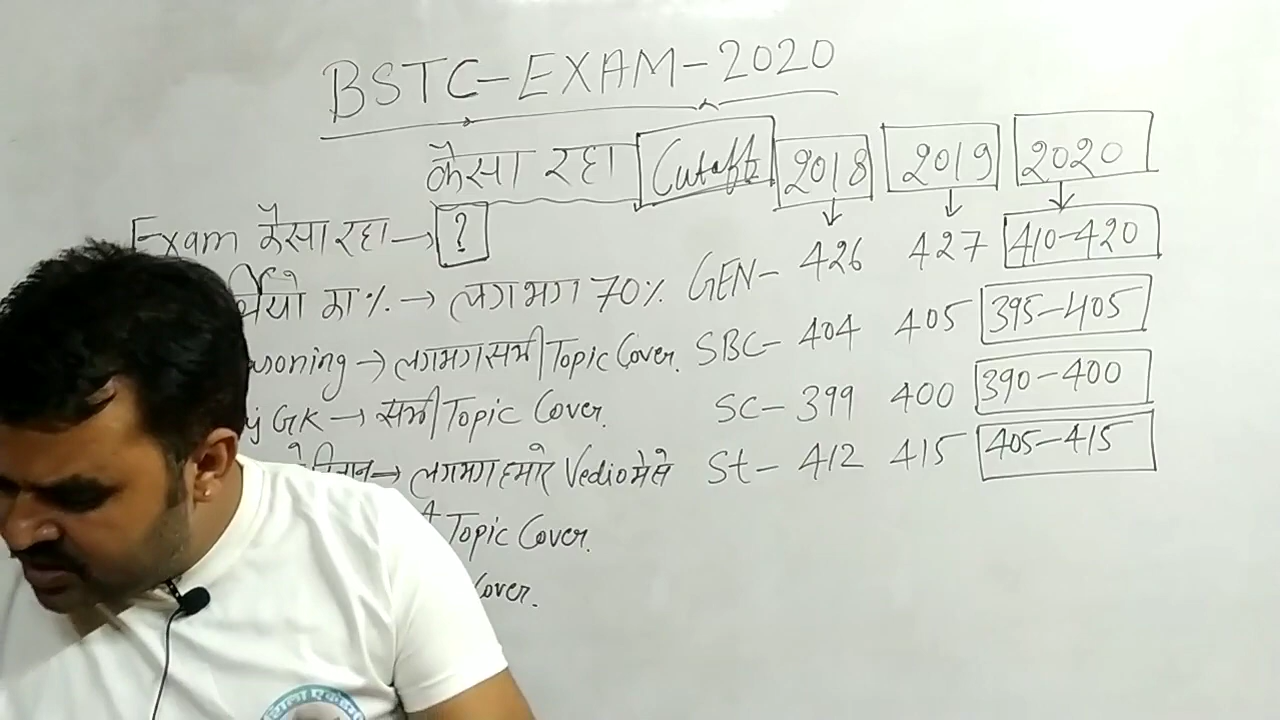 BSTC-EXAM-2020
कैसा रहा Cutoff 2018 2019 2020
Exam कैसा रहा → ?
GEN- 426 427 410-420
का % → लगभग 70%
SBC- 404 405 395-405
soning → लगभग सभी Topic Cover.
SC- 399 400 390-400
GK → सभी Topic Cover.
St- 412 415 405-415
→ लगभग हमारे Vedio मे से
Topic Cover.
Cover.